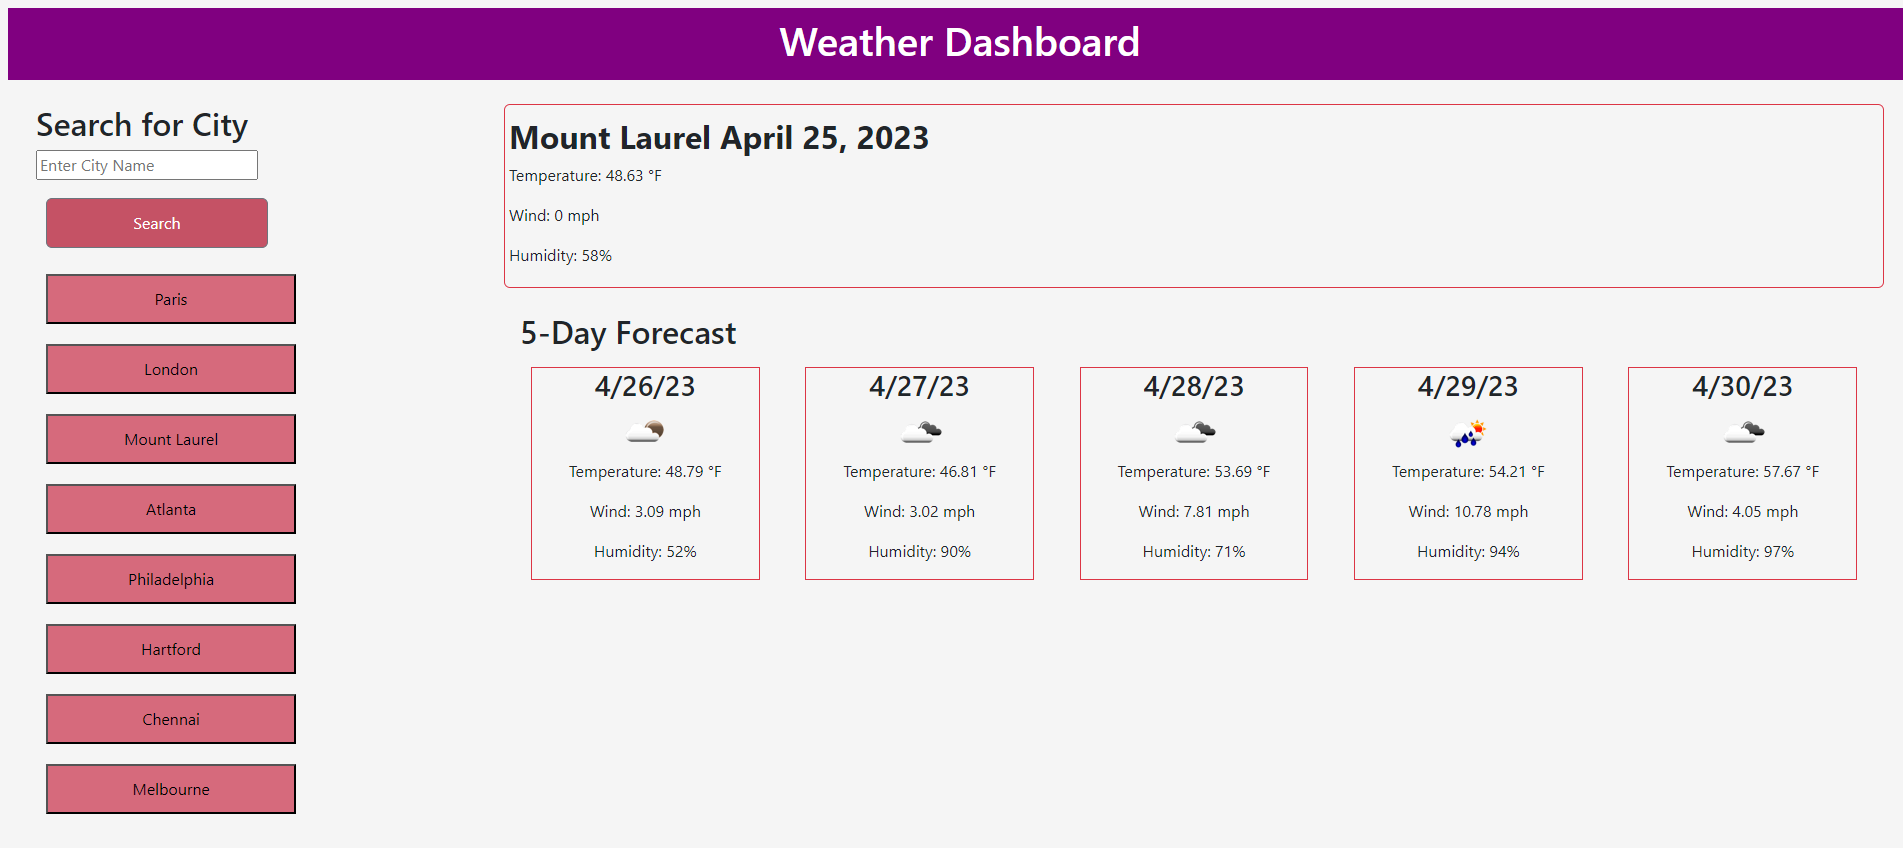 Weather Dashboard
Search for City
Enter City Name
Search
Paris
London
Mount Laurel
Atlanta
Philadelphia
Hartford
Chennai
Melbourne
Mount Laurel April 25, 2023
Temperature: 48.63 °F
Wind: 0 mph
Humidity: 58%
5-Day Forecast
4/26/23
Temperature: 48.79 °F
Wind: 3.09 mph
Humidity: 52%
4/27/23
Temperature: 46.81 °F
Wind: 3.02 mph
Humidity: 90%
4/28/23
Temperature: 53.69 °F
Wind: 7.81 mph
Humidity: 71%
4/29/23
Temperature: 54.21 °F
Wind: 10.78 mph
Humidity: 94%
4/30/23
Temperature: 57.67 °F
Wind: 4.05 mph
Humidity: 97%